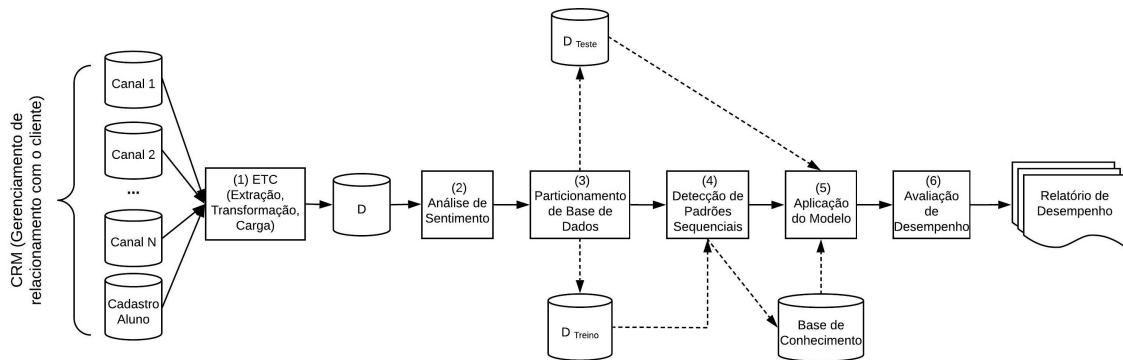 CRM (Gerenciamento de
relacionamento com o cliente)
Canal 1
Canal 2
...
Canal N
Cadastro
Aluno
(1) ETC
(Extração,
Transformação,
Carga)
D
(2)
Análise de
Sentimento
(3)
Particionamento
de Base de
Dados
D Teste
D Treino
(4)
Detecção de
Padrões
Sequenciais
Base de
Conhecimento
(5)
Aplicação
do Modelo
(6)
Avaliação
de
Desempenho
Relatório de
Desempenho